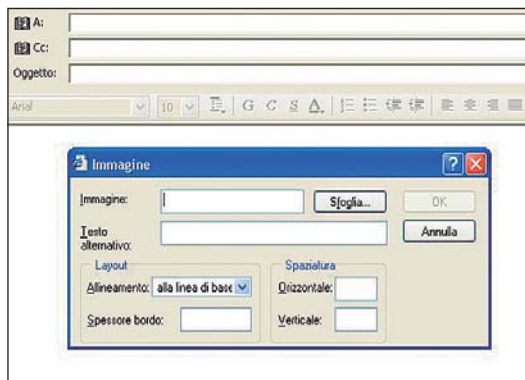 A:
Cc:
Oggetto:
Arial 10 G C S A
Immagine
Immagine: Sfoglia... OK
Testo alternativo: Annulla
Layout Spaziatura
Allineamento: alla linea di base Orizzontale:
Spessore bordo: Verticale: